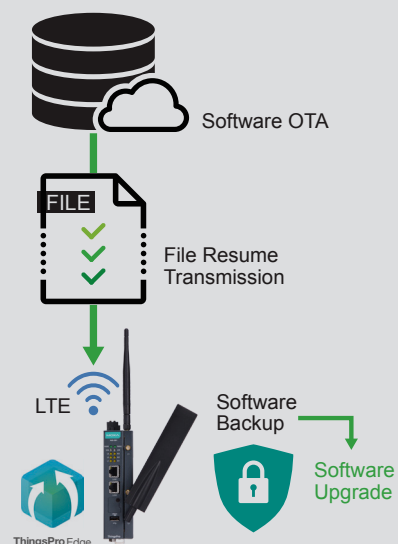 Software OTA
FILE
File Resume
Transmission
LTE
Software
Backup
Software
Upgrade
ThingsPro Edge